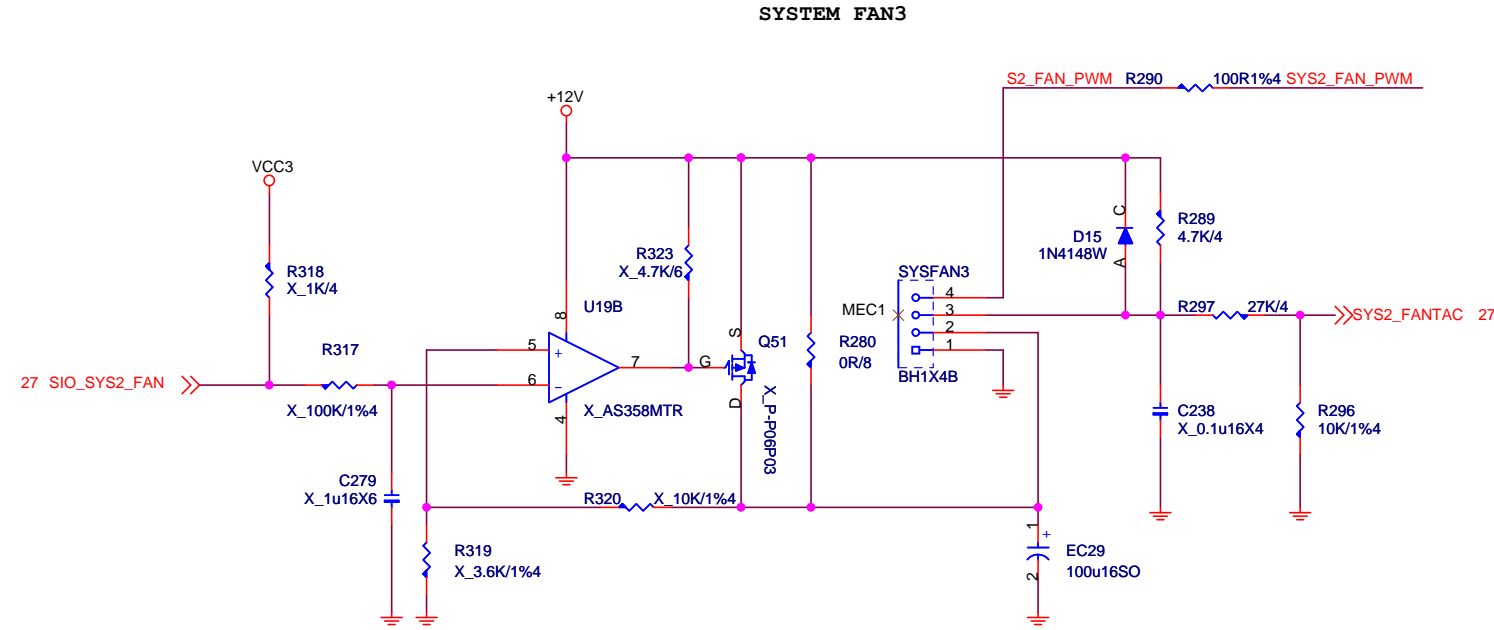 SYSTEM FAN3
S2_FAN_PWM R290 100R1%4 SYS2_FAN_PWM
+12V
VCC3
R318
X_1K/4
R323
X_4.7K/6
D15
1N4148W
C
A
R289
4.7K/4
SYSFAN3
MEC1
4
3
2
1
BH1X4B
R297 27K/4
SYS2_FANTAC 27
U19B
8
5
+
6
-
7
4
X_AS358MTR
G
S
D
Q51
X_P-P06P03
R280
0R/8
R317
X_100K/1%4
27 SIO_SYS2_FAN
C238
X_0.1u16X4
R296
10K/1%4
C279
X_1u16X6
R320 X_10K/1%4
R319
X_3.6K/1%4
1
+
2
EC29
100u16SO